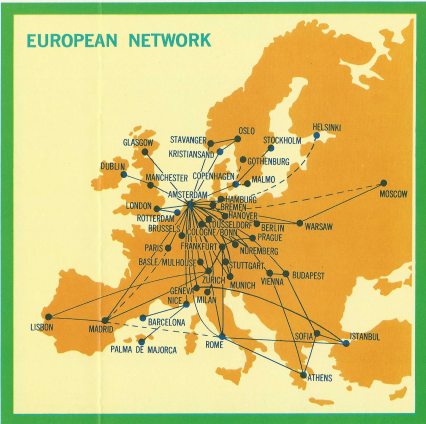 EUROPEAN NETWORK
HELSINKI
OSLO
STAVANGER
STOCKHOLM
GLASGOW
KRISTIANSAND
GOTHENBURG
DUBLIN
MANCHESTER
COPENHAGEN
MALMO
AMSTERDAM
MOSCOW
HAMBURG
LONDON
BREMEN
ROTTERDAM
HANOVER
DUSSELDORF
BERLIN
WARSAW
BRUSSELS
COLOGNE/BONN
PRAGUE
PARIS
FRANKFURT
NUREMBERG
BASLE/MULHOUSE
STUTTGART
ZURICH
VIENNA
BUDAPEST
MUNICH
GENEVA
NICE
MILAN
BARCELONA
LISBON
MADRID
SOFIA
ISTANBUL
ROME
PALMA DE MAJORCA
ATHENS